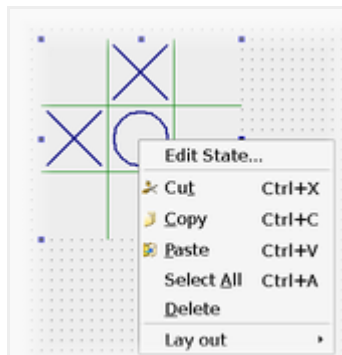 Edit State...
Cut Ctrl+X
Copy Ctrl+C
Paste Ctrl+V
Select All Ctrl+A
Delete
Lay out